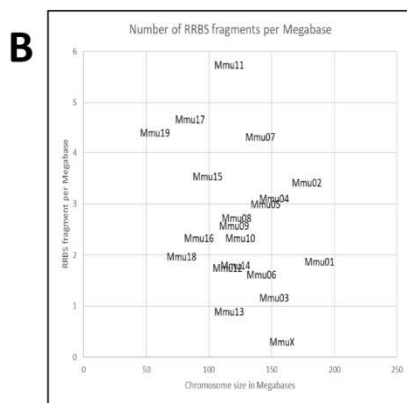 B
Number of RRBS fragments per Megabase
6
Mmu11
5
Mmu17
Mmu19
Mmu07
4
Mmu15
Mmu02
Mmu04
3
Mmu05
Mmu08
Mmu09
Mmu16
Mmu10
2
Mmu18
Mmu14
Mmu12
Mmu01
Mmu06
Mmu03
1
Mmu13
MmuX
0
0
50
100
150
200
250
RRBS fragment per Megabase
Chromosome size in Megabases